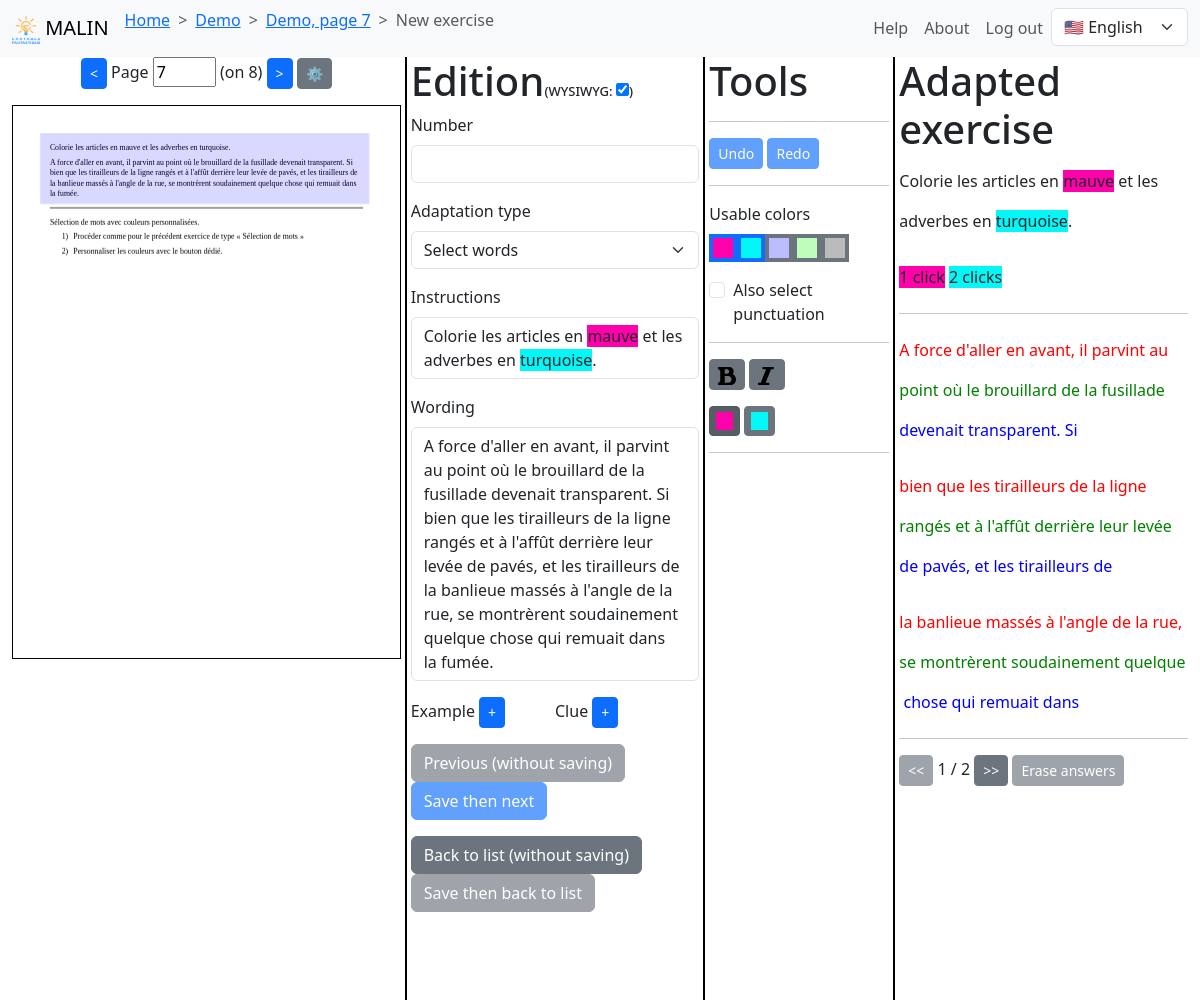 MALIN
Home > Demo > Demo, page 7 > New exercise
Help About Log out 🇺🇸 English
< Page 7 (on 8) > ⚙️
Colorie les articles en mauve et les adverbes en turquoise.
A force d'aller en avant, il parvint au point où le brouillard de la fusillade devenait transparent. Si
bien que les tirailleurs de la ligne rangés et à l'affût derrière leur levée de pavés, et les tirailleurs de
la banlieue massés à l'angle de la rue, se montrèrent soudainement quelque chose qui remuait dans
la fumée.
Sélection de mots avec couleurs personnalisées.
1) Procéder comme pour le précédent exercice de type « Sélection de mots »
2) Personnaliser les couleurs avec le bouton dédié.
Edition(WYSIWYG: )
Number
Adaptation type
Select words
Instructions
Colorie les articles en mauve et les
adverbes en turquoise.
Wording
A force d'aller en avant, il parvint
au point où le brouillard de la
fusillade devenait transparent. Si
bien que les tirailleurs de la ligne
rangés et à l'affût derrière leur
levée de pavés, et les tirailleurs de
la banlieue massés à l'angle de la
rue, se montrèrent soudainement
quelque chose qui remuait dans
la fumée.
Example + Clue +
Previous (without saving)
Save then next
Back to list (without saving)
Save then back to list
Tools
Undo Redo
Usable colors
Also select
punctuation
B I
Adapted
exercise
Colorie les articles en mauve et les
adverbes en turquoise.
1 click 2 clicks
A force d'aller en avant, il parvint au
point où le brouillard de la fusillade
devenait transparent. Si
bien que les tirailleurs de la ligne
rangés et à l'affût derrière leur levée
de pavés, et les tirailleurs de
la banlieue massés à l'angle de la rue,
se montrèrent soudainement quelque
chose qui remuait dans
<< 1 / 2 >> Erase answers